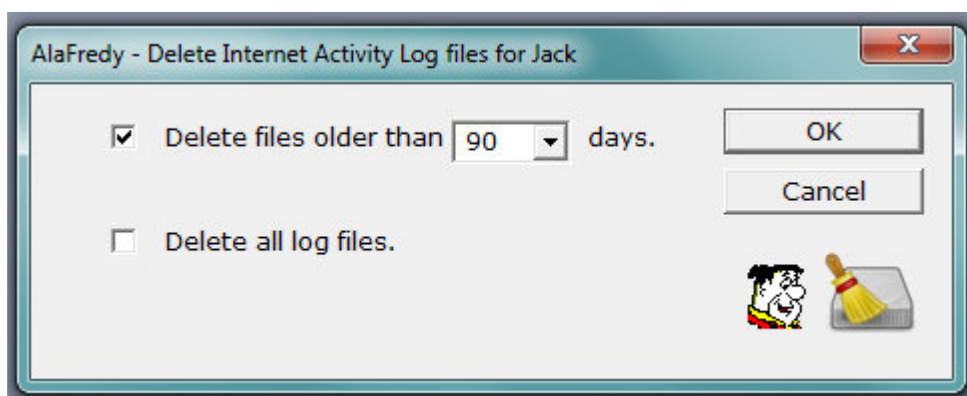 AlaFredy - Delete Internet Activity Log files for Jack
Delete files older than 90 days.
OK
Cancel
Delete all log files.